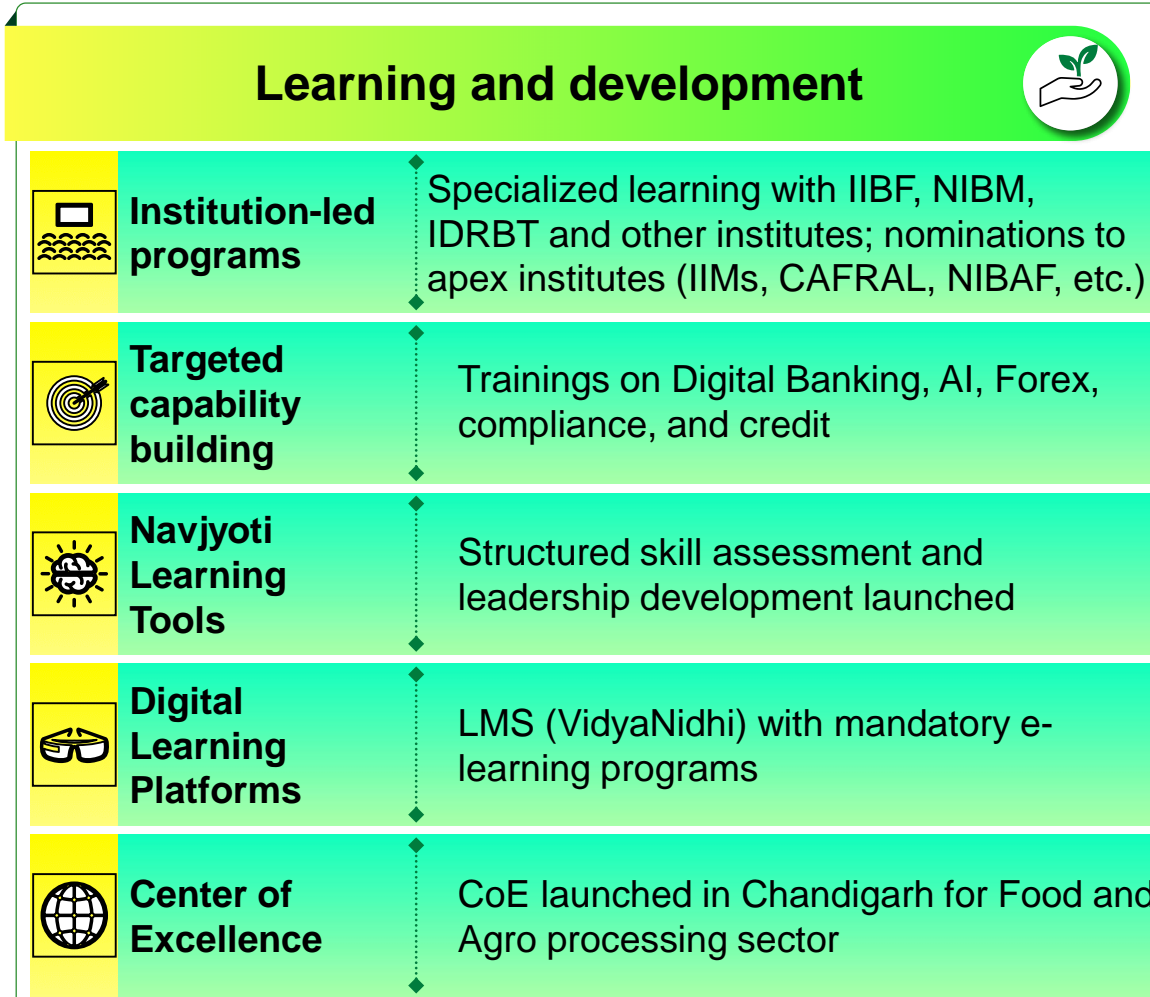 Learning and development
Institution-led
programs
Specialized learning with IIBF, NIBM,
IDRBT and other institutes; nominations to
apex institutes (IIMs, CAFRAL, NIBAF, etc.)
Targeted
capability
building
Trainings on Digital Banking, AI, Forex,
compliance, and credit
Navjyoti
Learning
Tools
Structured skill assessment and
leadership development launched
Digital
Learning
Platforms
LMS (VidyaNidhi) with mandatory e-
learning programs
Center of
Excellence
CoE launched in Chandigarh for Food and
Agro processing sector